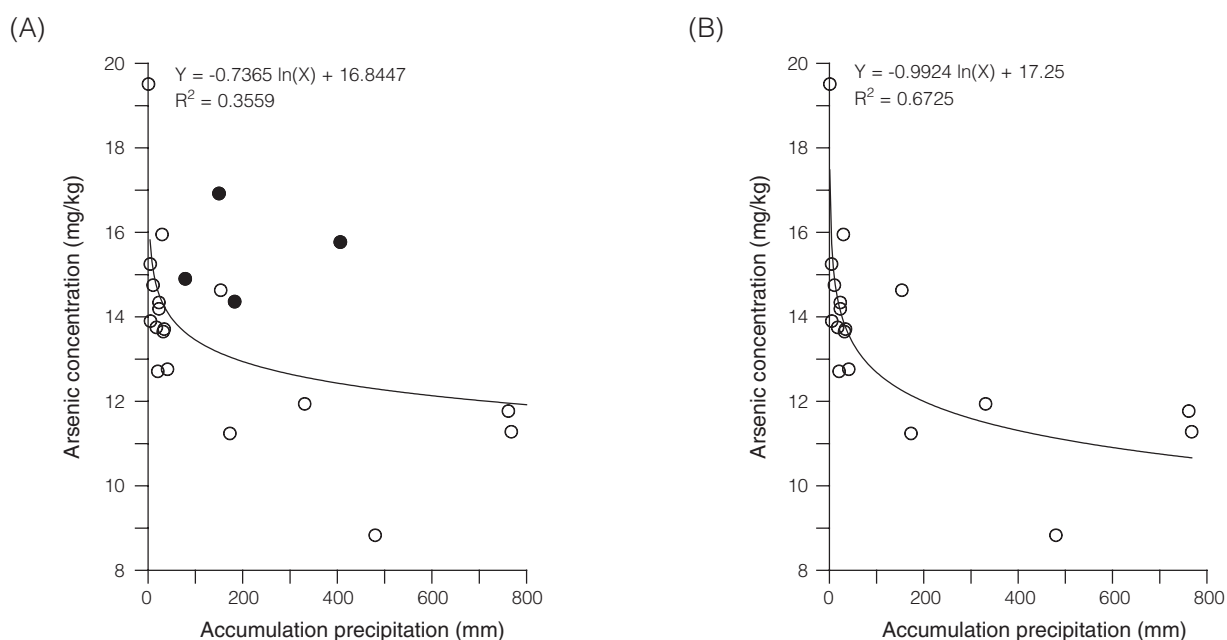 (A)
Y = -0.7365 ln(X) + 16.8447
R² = 0.3559
20
18
16
14
12
10
8
Arsenic concentration (mg/kg)
0 200 400 600 800
Accumulation precipitation (mm)
(B)
Y = -0.9924 ln(X) + 17.25
R² = 0.6725
20
18
16
14
12
10
8
Arsenic concentration (mg/kg)
0 200 400 600 800
Accumulation precipitation (mm)